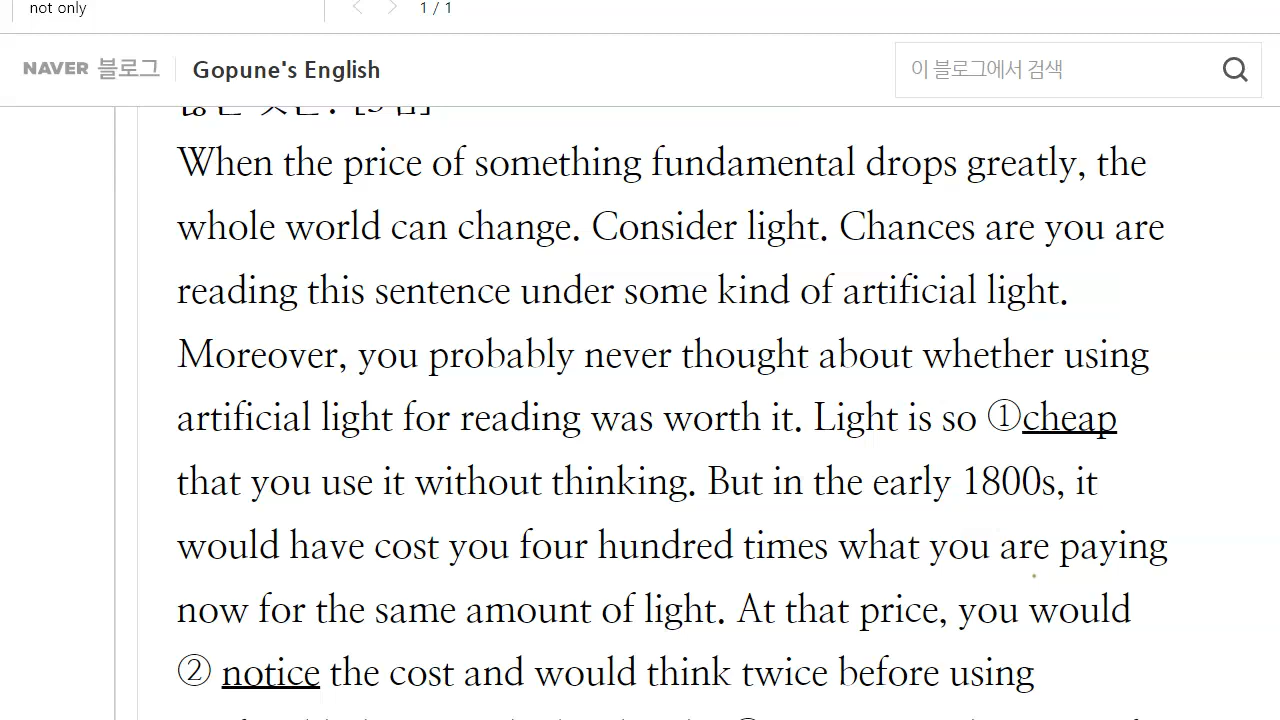 not only
1 / 1
NAVER 블로그 Gopune's English
이 블로그에서 검색
When the price of something fundamental drops greatly, the
whole world can change. Consider light. Chances are you are
reading this sentence under some kind of artificial light.
Moreover, you probably never thought about whether using
artificial light for reading was worth it. Light is so ①cheap
that you use it without thinking. But in the early 1800s, it
would have cost you four hundred times what you are paying
now for the same amount of light. At that price, you would
② notice the cost and would think twice before using